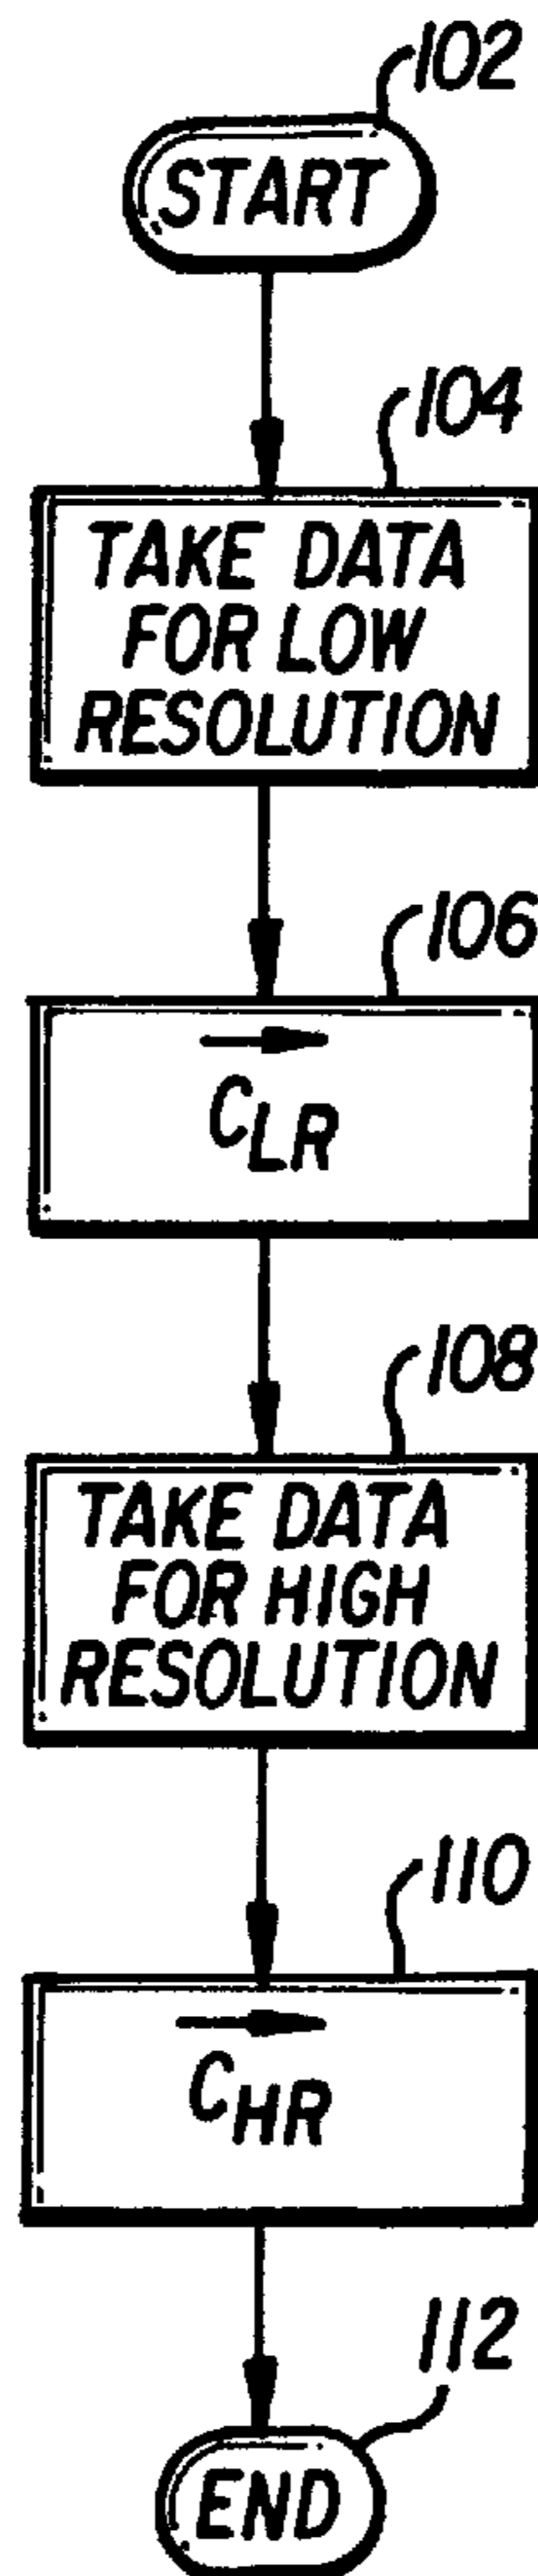 102
START
104
TAKE DATA
FOR LOW
RESOLUTION
106
C_LR
108
TAKE DATA
FOR HIGH
RESOLUTION
110
C_HR
112
END